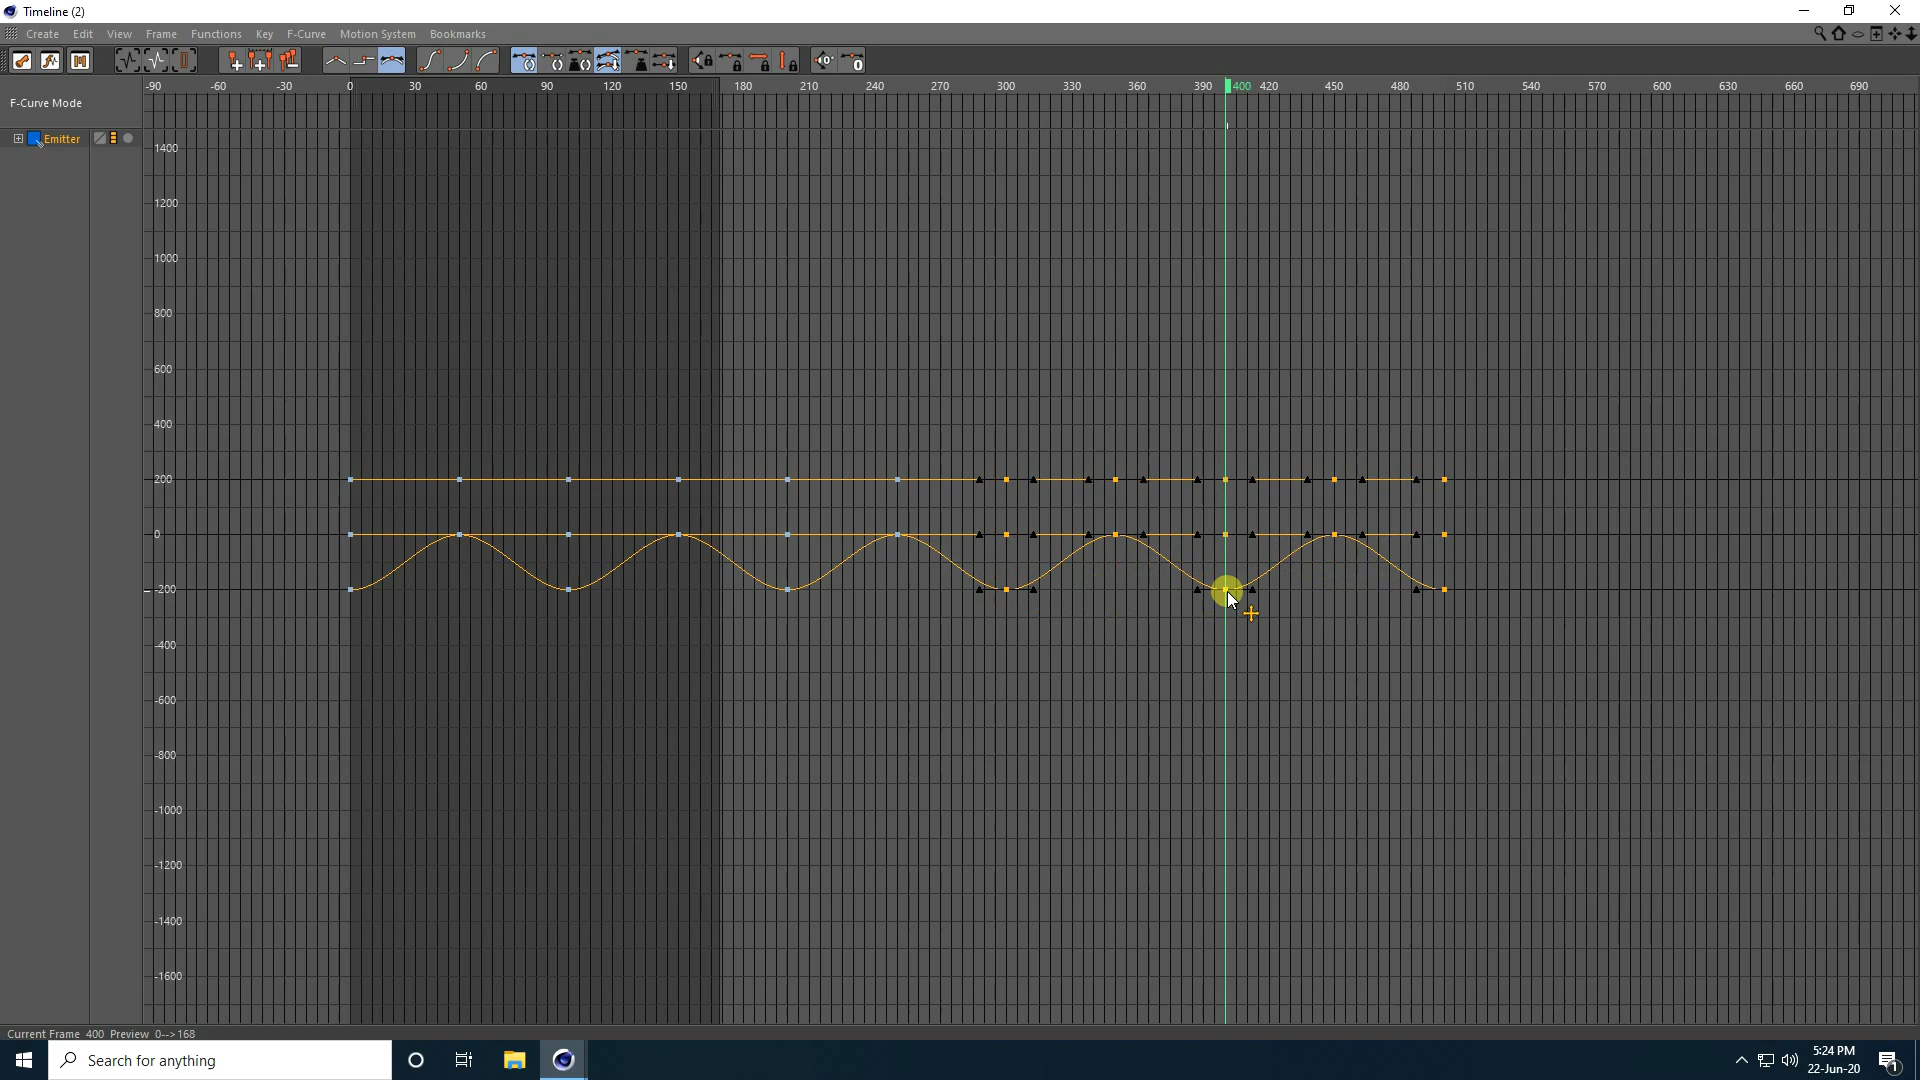 Timeline (2)
Create Edit View Frame Functions Key F-Curve Motion System Bookmarks
-90 -60 -30 0 30 60 90 120 150 180 210 240 270 300 330 360 390 400 420 450 480 510 540 570 600 630 660 690
F-Curve Mode
Emitter
1400
1200
1000
800
600
400
200
0
-200
-400
-600
-800
-1000
-1200
-1400
-1600
Current Frame 400 Preview 0-->168
Search for anything
5:24 PM
22-Jun-20
1